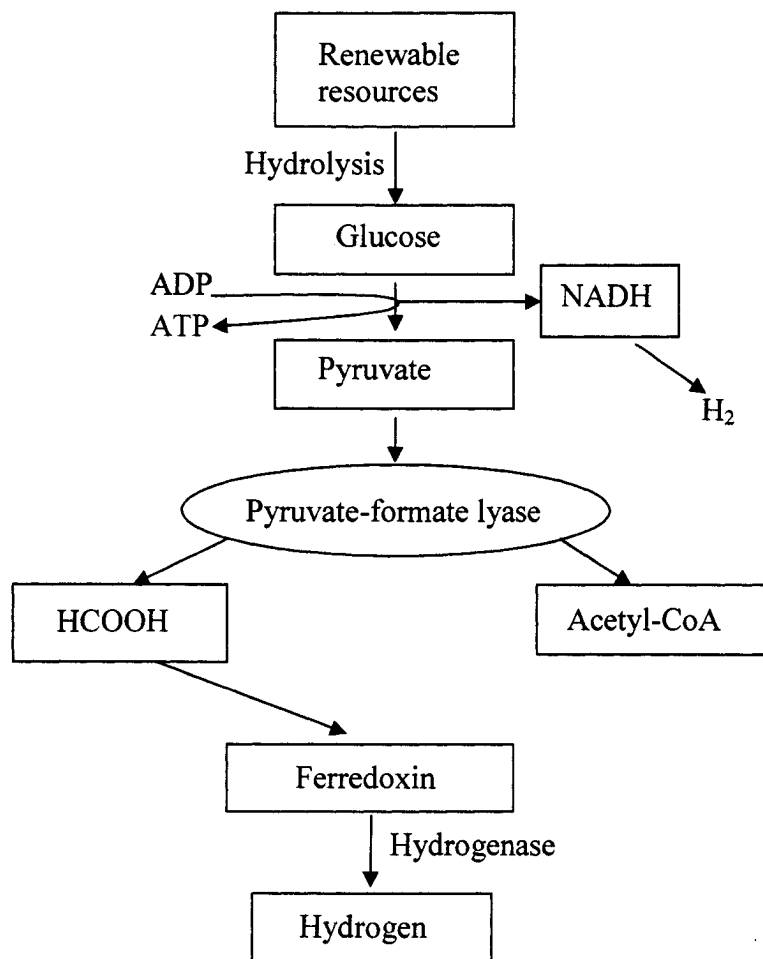 Renewable
resources
Hydrolysis
Glucose
ADP
NADH
ATP
Pyruvate
H₂
Pyruvate-formate lyase
HCOOH
Acetyl-CoA
Ferredoxin
Hydrogenase
Hydrogen